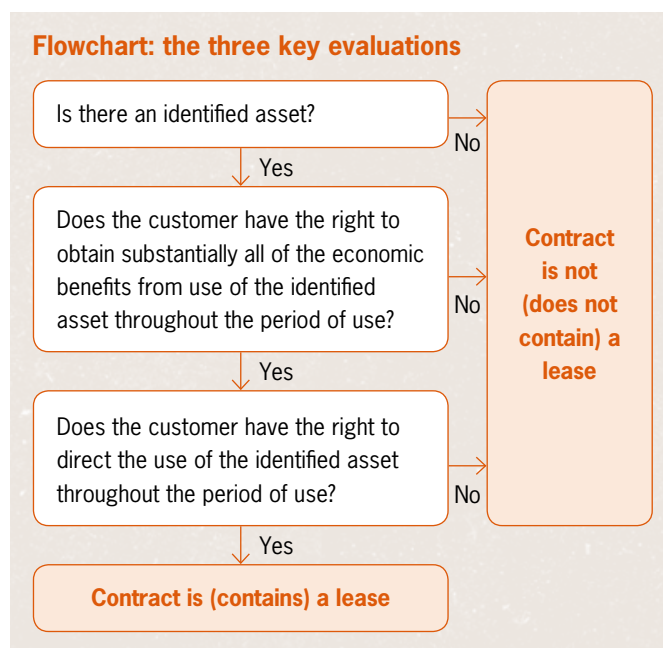 Flowchart: the three key evaluations
Is there an identified asset?
No
Yes
Does the customer have the right to
obtain substantially all of the economic
benefits from use of the identified
asset throughout the period of use?
No
Yes
Does the customer have the right to
direct the use of the identified asset
throughout the period of use?
No
Yes
Contract is (contains) a lease
Contract
is not
(does not
contain) a
lease